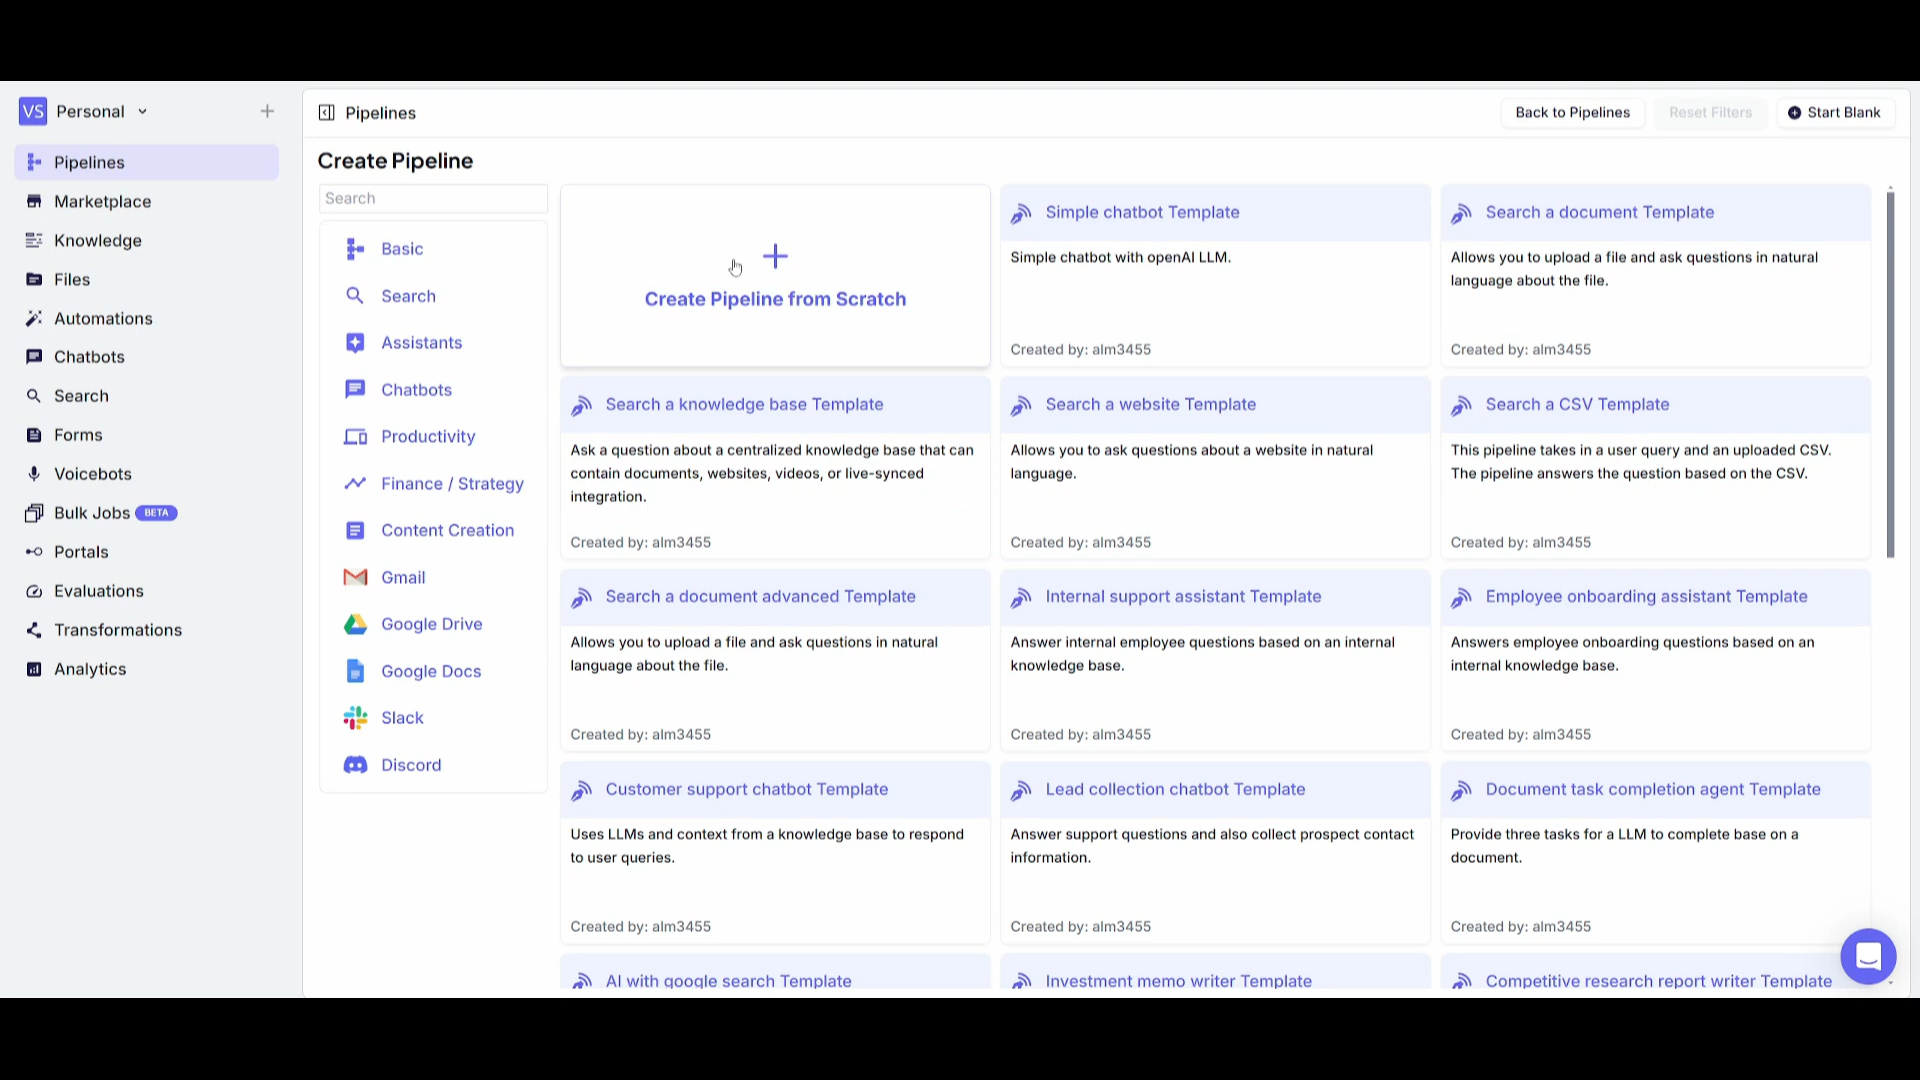 VS Personal
Pipelines
Marketplace
Knowledge
Files
Automations
Chatbots
Search
Forms
Voicebots
Bulk Jobs BETA
Portals
Evaluations
Transformations
Analytics
Pipelines
Back to Pipelines
Reset Filters
Start Blank
Create Pipeline
Search
Basic
Search
Assistants
Chatbots
Productivity
Finance / Strategy
Content Creation
Gmail
Google Drive
Google Docs
Slack
Discord
Create Pipeline from Scratch
Simple chatbot Template
Simple chatbot with openAI LLM.
Created by: alm3455
Search a document Template
Allows you to upload a file and ask questions in natural
language about the file.
Created by: alm3455
Search a knowledge base Template
Ask a question about a centralized knowledge base that can
contain documents, websites, videos, or live-synced
integration.
Created by: alm3455
Search a website Template
Allows you to ask questions about a website in natural
language.
Created by: alm3455
Search a CSV Template
This pipeline takes in a user query and an uploaded CSV.
The pipeline answers the question based on the CSV.
Created by: alm3455
Search a document advanced Template
Allows you to upload a file and ask questions in natural
language about the file.
Created by: alm3455
Internal support assistant Template
Answer internal employee questions based on an internal
knowledge base.
Created by: alm3455
Employee onboarding assistant Template
Answers employee onboarding questions based on an
internal knowledge base.
Created by: alm3455
Customer support chatbot Template
Uses LLMs and context from a knowledge base to respond
to user queries.
Created by: alm3455
Lead collection chatbot Template
Answer support questions and also collect prospect contact
information.
Created by: alm3455
Document task completion agent Template
Provide three tasks for a LLM to complete base on a
document.
Created by: alm3455
AI with google search Template
Investment memo writer Template
Competitive research report writer Template